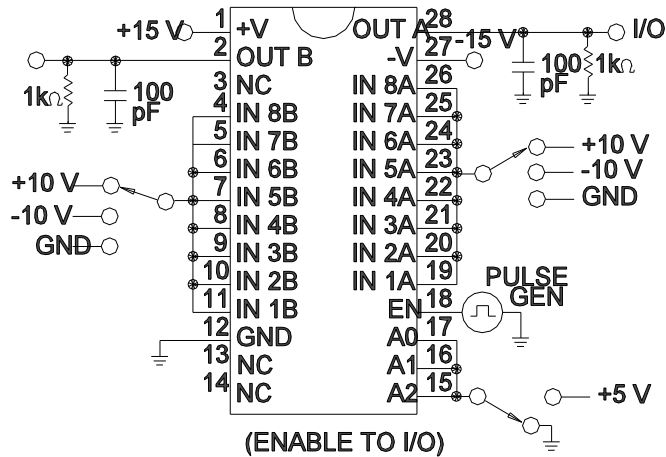 +15 V
1
+V
OUT A
28
I/O
2
OUT B
-V
27
-15 V
1kΩ
100
pF
3
NC
IN 8A
26
100
pF
1kΩ
4
IN 8B
IN 7A
25
5
IN 7B
IN 6A
24
6
IN 6B
IN 5A
23
+10 V
-10 V
GND
+10 V
7
IN 5B
IN 4A
22
-10 V
8
IN 4B
IN 3A
21
GND
9
IN 3B
IN 2A
20
10
IN 2B
IN 1A
19
PULSE
GEN
11
IN 1B
EN
18
12
GND
A0
17
13
NC
A1
16
14
NC
A2
15
+5 V
(ENABLE TO I/O)